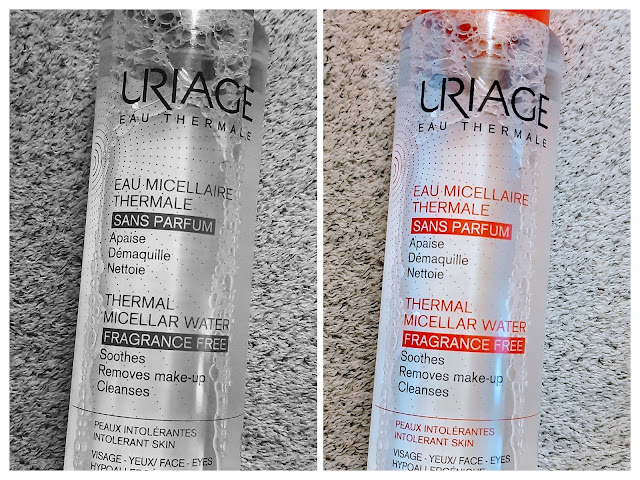 URIAGE
EAU THERMALE
EAU MICELLAIRE
THERMALE
SANS PARFUM
Apaise
Démaquille
Nettoie
THERMAL
MICELLAR WATER
FRAGRANCE FREE
Soothes
Removes make-up
Cleanses
PEAUX INTOLÉRANTES
INTOLERANT SKIN
VISAGE - YEUX / FACE - EYES
URIAGE
EAU THERMALE
EAU MICELLAIRE
THERMALE
SANS PARFUM
Apaise
Démaquille
Nettoie
THERMAL
MICELLAR WATER
FRAGRANCE FREE
Soothes
Removes make-up
Cleanses
PEAUX INTOLÉRANTES
INTOLERANT SKIN
VISAGE - YEUX / FACE - EYES